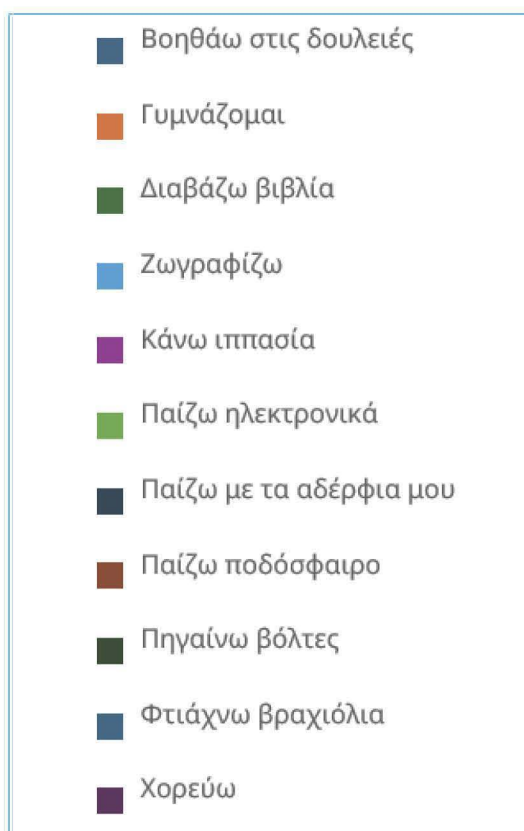 Βοηθάω στις δουλειές
Γυμνάζομαι
Διαβάζω βιβλία
Ζωγραφίζω
Κάνω ιππασία
Παίζω ηλεκτρονικά
Παίζω με τα αδέρφια μου
Παίζω ποδόσφαιρο
Πηγαίνω βόλτες
Φτιάχνω βραχιόλια
Χορεύω